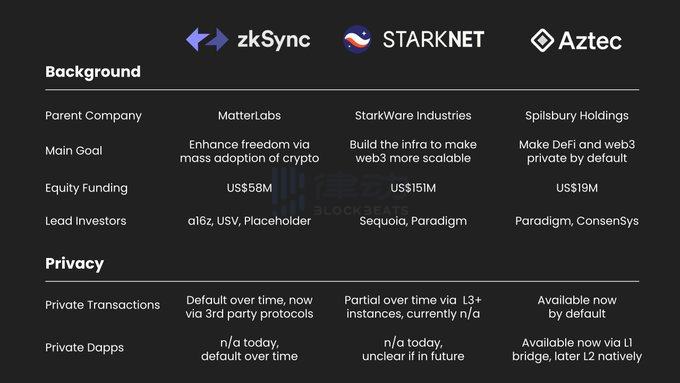 zkSync STARKNET Aztec
Background
Parent Company MatterLabs StarkWare Industries Spilsbury Holdings
Main Goal Enhance freedom via mass adoption of crypto Build the infra to make web3 more scalable Make DeFi and web3 private by default
Equity Funding US$58M US$151M US$19M
律动
BLOCKBEATS
Lead Investors a16z, USV, Placeholder Sequoia, Paradigm Paradigm, ConsenSys
Privacy
Private Transactions Default over time, now via 3rd party protocols Partial over time via L3+ instances, currently n/a Available now by default
Private Dapps n/a today, default over time n/a today, unclear if in future Available now via L1 bridge, later L2 natively